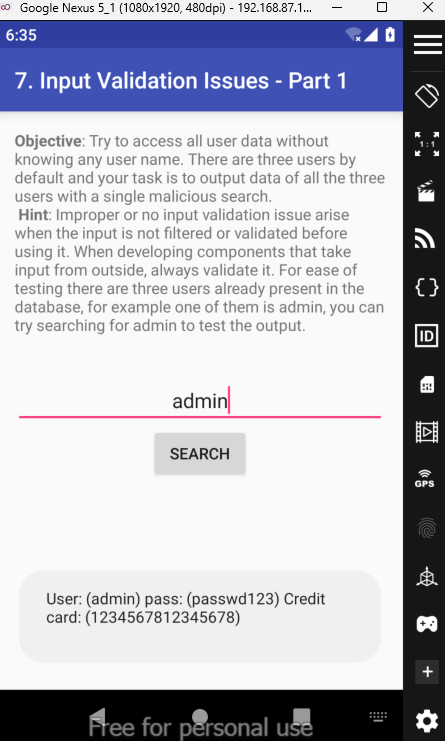 Google Nexus 5_1 (1080x1920, 480dpi) - 192.168.87.1...
6:35
7. Input Validation Issues - Part 1
Objective: Try to access all user data without
knowing any user name. There are three users by
default and your task is to output data of all the three
users with a single malicious search.
Hint: Improper or no input validation issue arise
when the input is not filtered or validated before
using it. When developing components that take
input from outside, always validate it. For ease of
testing there are three users already present in the
database, for example one of them is admin, you can
try searching for admin to test the output.
admin
SEARCH
User: (admin) pass: (passwd123) Credit
card: (1234567812345678)
Free for personal use
1:1
ID
GPS